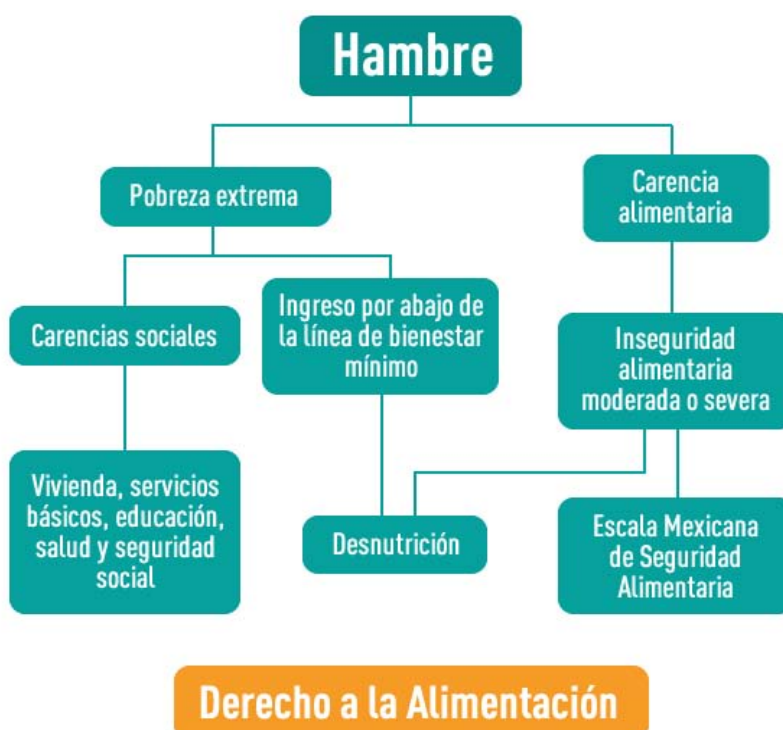 Hambre
Pobreza extrema
Carencia
alimentaria
Carencias sociales
Ingreso por abajo de
la línea de bienestar
mínimo
Inseguridad
alimentaria
moderada o severa
Vivienda, servicios
básicos, educación,
salud y seguridad
social
Desnutrición
Escala Mexicana
de Seguridad
Alimentaria
Derecho a la Alimentación